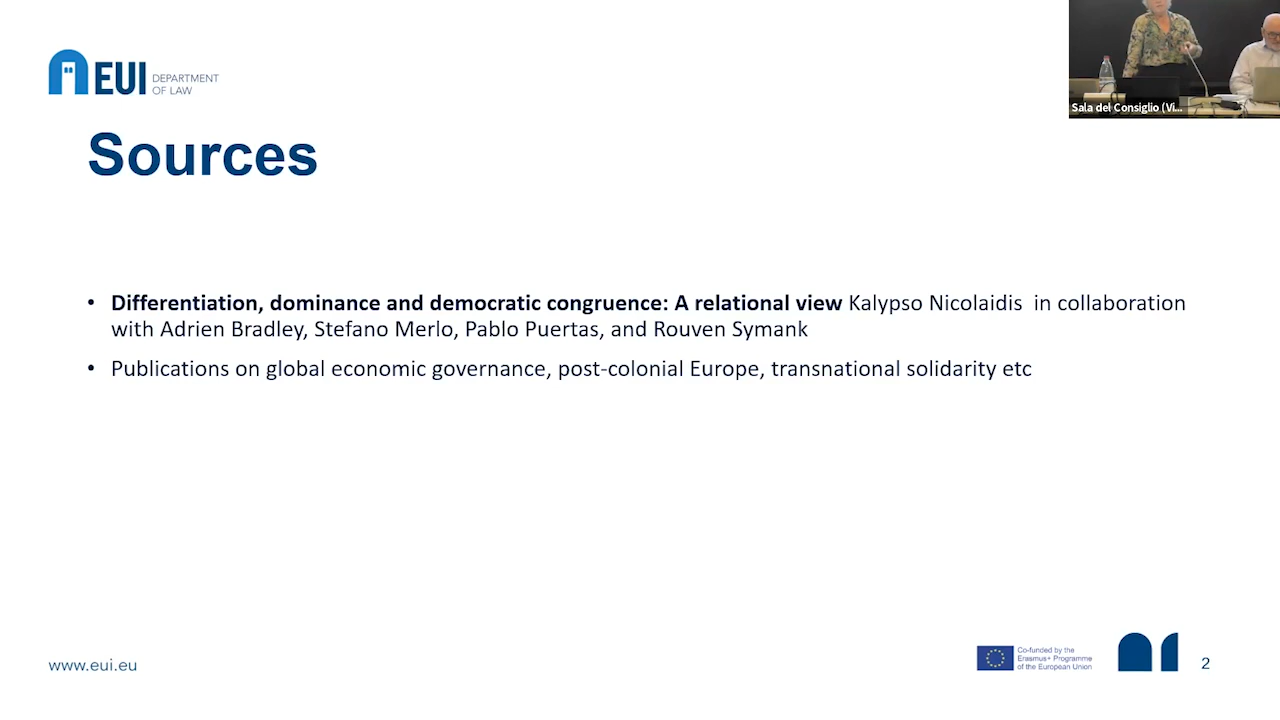 EUI DEPARTMENT
OF LAW
Sala del Consiglio (Vi...
Sources
• Differentiation, dominance and democratic congruence: A relational view Kalypso Nicolaidis in collaboration
with Adrien Bradley, Stefano Merlo, Pablo Puertas, and Rouven Symank
• Publications on global economic governance, post-colonial Europe, transnational solidarity etc
www.eui.eu
Co-funded by the
Erasmus+ Programme
of the European Union
2